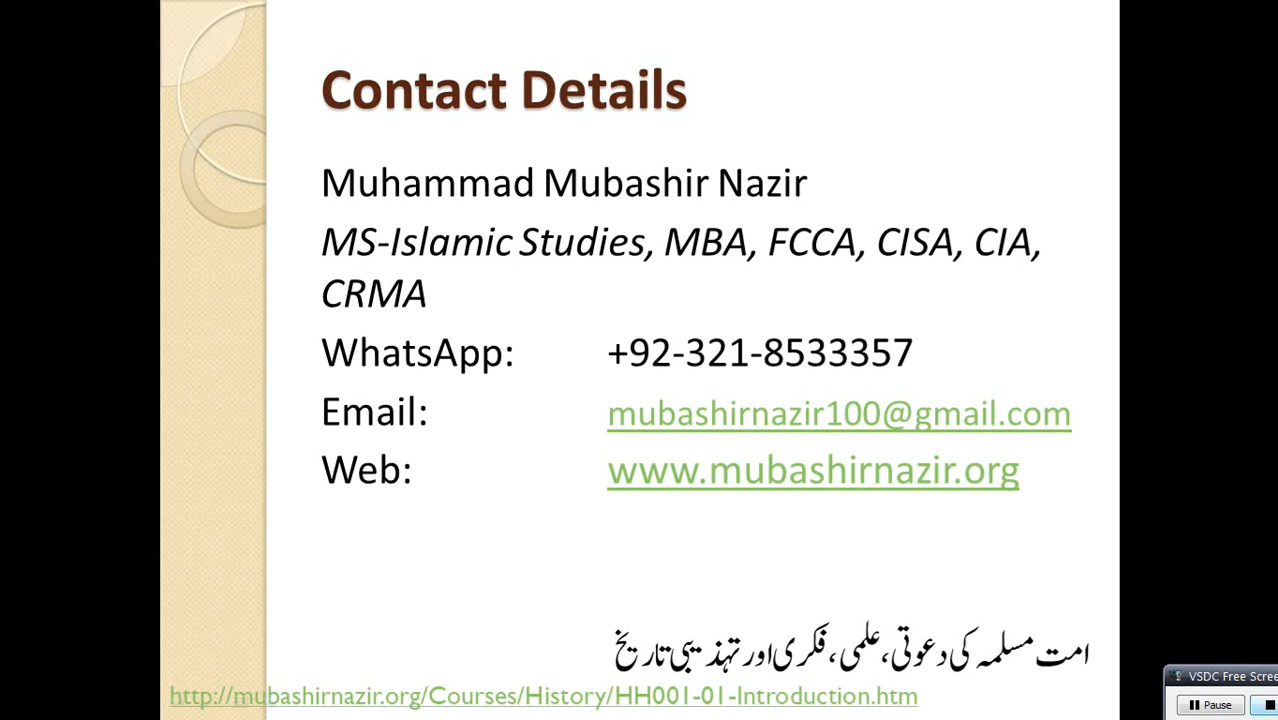 Contact Details
Muhammad Mubashir Nazir
MS-Islamic Studies, MBA, FCCA, CISA, CIA,
CRMA
WhatsApp: +92-321-8533357
Email: mubashirnazir100@gmail.com
Web: www.mubashirnazir.org
امت مسلمہ کی دعوتی، علمی، فکری اور تہذیبی تاریخ
http://mubashirnazir.org/Courses/History/HH001-01-Introduction.htm
VSDC Free Scree
Pause